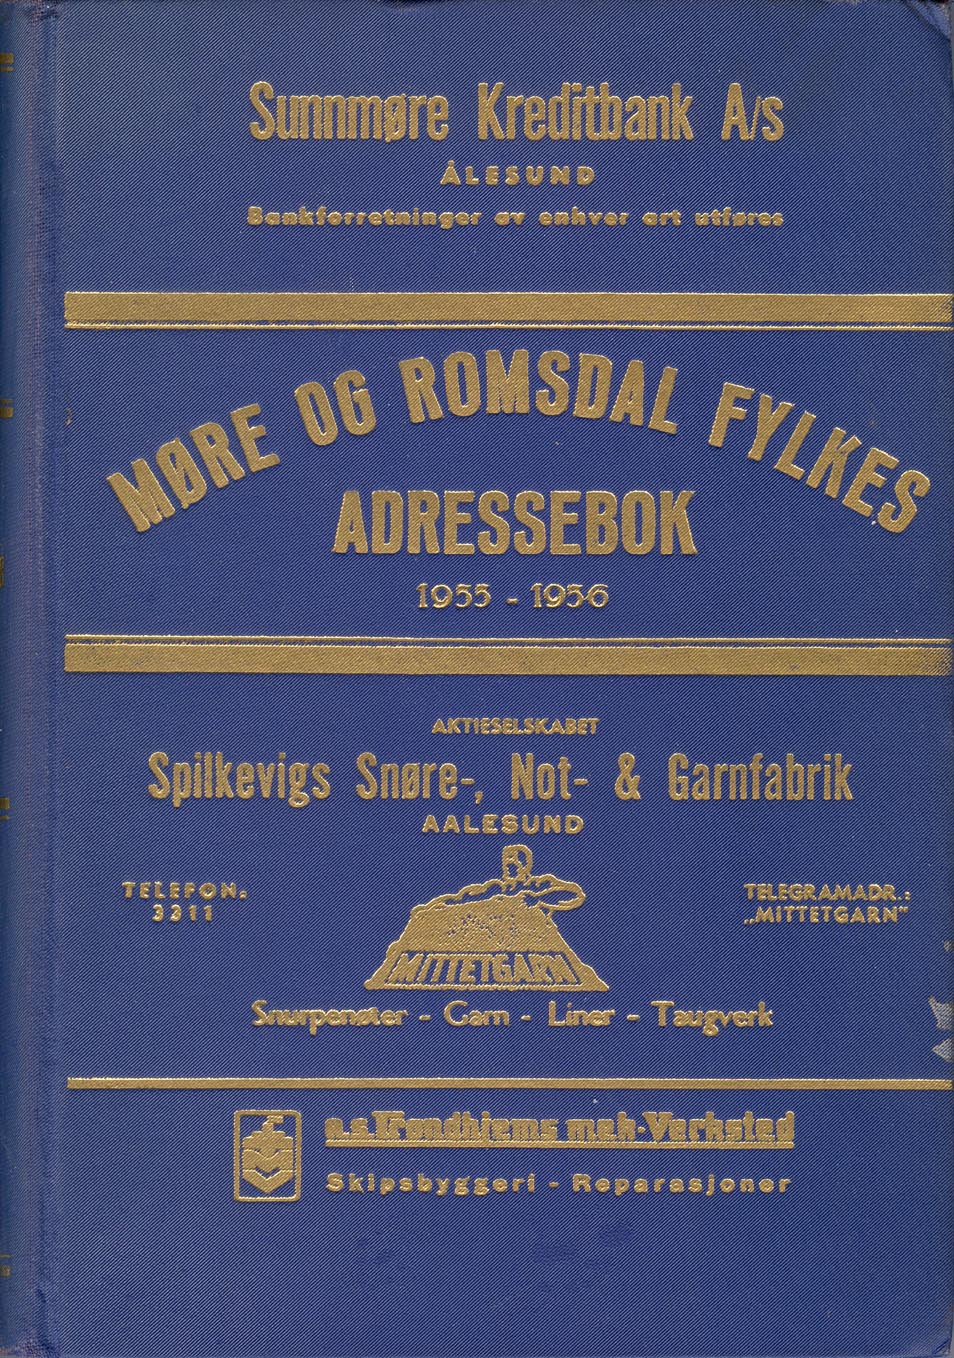 Sunnmøre Kreditbank A/s
ÅLESUND
Bankforretninger av enhver art utføres
MØRE OG ROMSDAL FYLKES
ADRESSEBOK
1955 - 1956
AKTIESELSKABET
Spilkevigs Snøre-, Not- & Garnfabrik
AALESUND
TELEFON:
3311
TELEGRAMADR.:
„MITTETGARN"
MITTETGARN
Snurpenøter - Garn - Liner - Taugverk
a.s. Trondhjems mek. Verksted
Skipsbyggeri - Reparasjoner